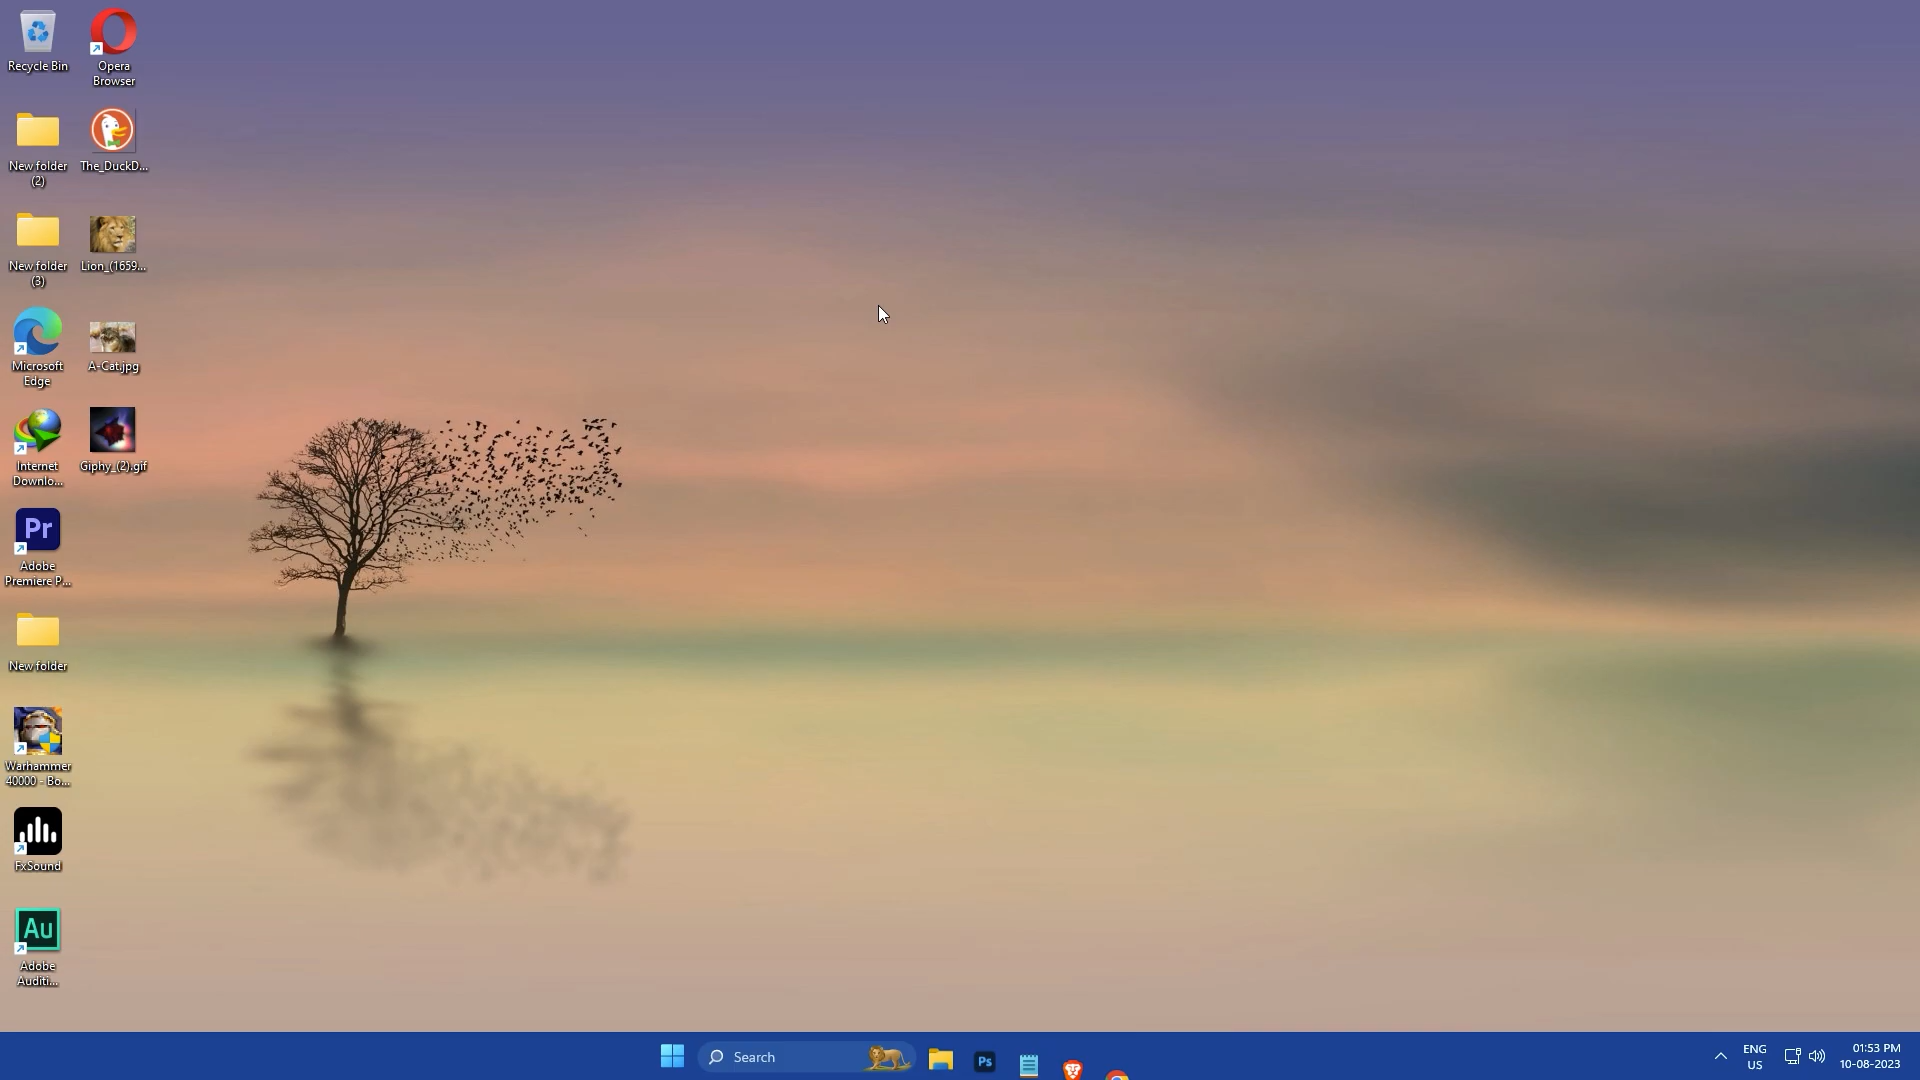 Recycle Bin
Opera
Browser
New folder
(2)
The_DuckD...
New folder
(3)
Lion_(1659...
Microsoft
Edge
A-Cat.jpg
Internet
Downlo...
Giphy_(2).gif
Pr
Adobe
Premiere P...
New folder
Warhammer
40000 - Bo...
FxSound
Au
Adobe
Auditi...
Search
Ps
ENG
US
01:53 PM
10-08-2023